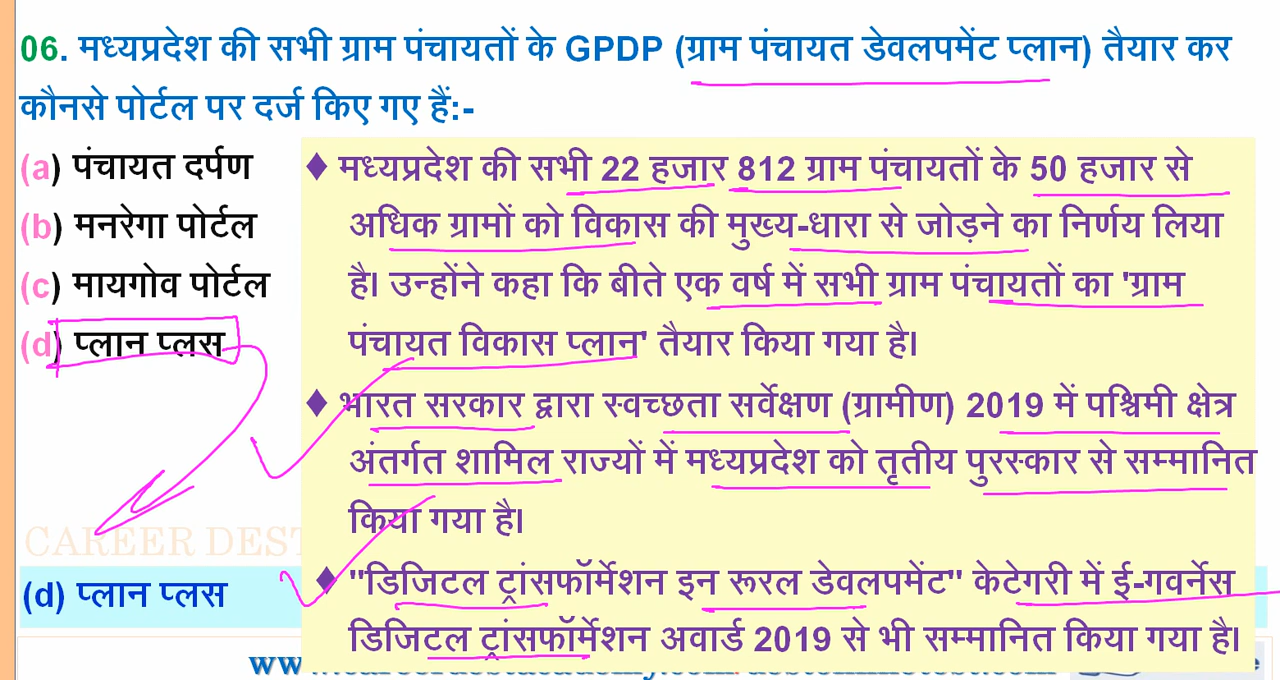 06. मध्यप्रदेश की सभी ग्राम पंचायतों के GPDP (ग्राम पंचायत डेवलपमेंट प्लान) तैयार कर
कौनसे पोर्टल पर दर्ज किए गए हैं:-
(a) पंचायत दर्पण
(b) मनरेगा पोर्टल
(c) मायगोव पोर्टल
(d) प्लान प्लस
♦ मध्यप्रदेश की सभी 22 हजार 812 ग्राम पंचायतों के 50 हजार से
अधिक ग्रामों को विकास की मुख्य-धारा से जोड़ने का निर्णय लिया
है। उन्होंने कहा कि बीते एक वर्ष में सभी ग्राम पंचायतों का 'ग्राम
पंचायत विकास प्लान' तैयार किया गया है।
♦ भारत सरकार द्वारा स्वच्छता सर्वेक्षण (ग्रामीण) 2019 में पश्चिमी क्षेत्र
अंतर्गत शामिल राज्यों में मध्यप्रदेश को तृतीय पुरस्कार से सम्मानित
किया गया है।
♦ "डिजिटल ट्रांसफॉर्मेशन इन रूरल डेवलपमेंट" केटेगरी में ई-गवर्नेस
डिजिटल ट्रांसफॉर्मेशन अवार्ड 2019 से भी सम्मानित किया गया है।
CAREER DEST
(d) प्लान प्लस